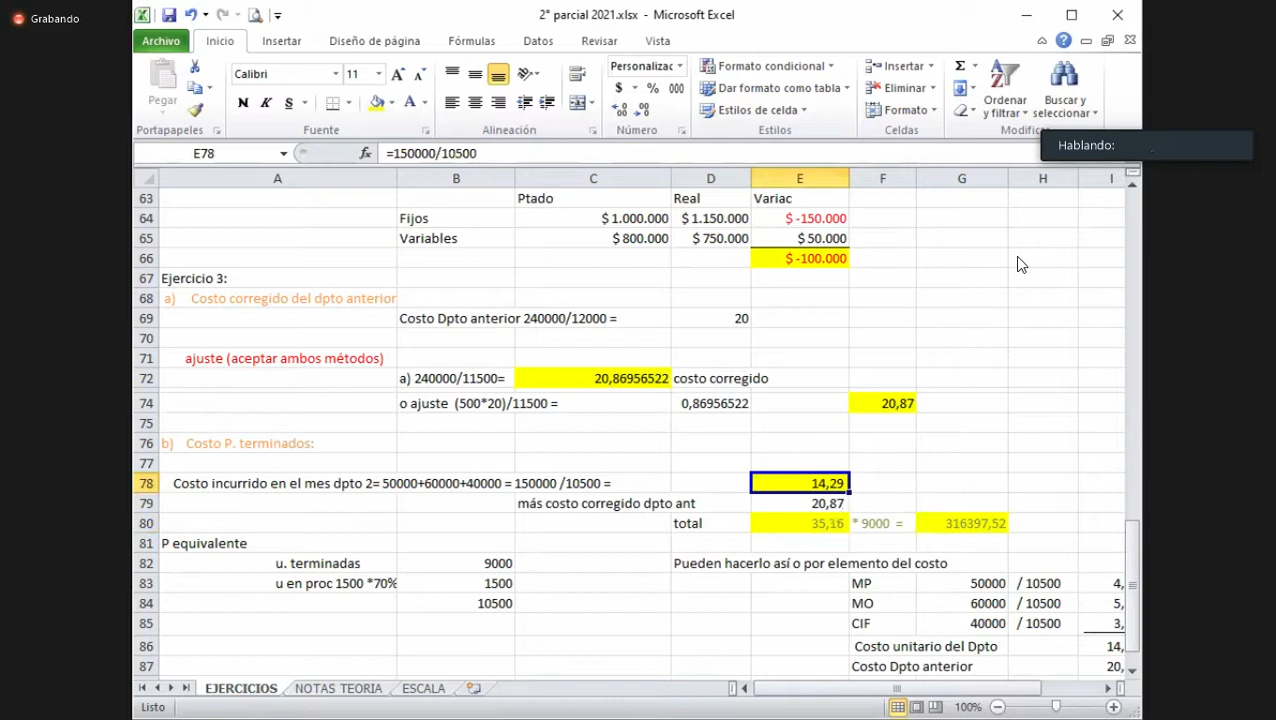 Grabando
2° parcial 2021.xlsx - Microsoft Excel
Archivo Inicio Insertar Diseño de página Fórmulas Datos Revisar Vista
Pegar
Calibri 11
N K S
Personalizac
$ % 000
Formato condicional
Dar formato como tabla
Estilos de celda
Insertar
Eliminar
Formato
Ordenar y filtrar
Buscar y seleccionar
Portapapeles Fuente Alineación Número Estilos Celdas Modific
Hablando:
E78 fx =150000/10500
A B C D E F G H I
63 Ptado Real Variac
64 Fijos $ 1.000.000 $ 1.150.000 $ -150.000
65 Variables $ 800.000 $ 750.000 $ 50.000
66 $ -100.000
67 Ejercicio 3:
68 a) Costo corregido del dpto anterior
69 Costo Dpto anterior 240000/12000 = 20
70
71 ajuste (aceptar ambos métodos)
72 a) 240000/11500= 20,86956522 costo corregido
74 o ajuste (500*20)/11500 = 0,86956522 20,87
75
76 b) Costo P. terminados:
77
78 Costo incurrido en el mes dpto 2= 50000+60000+40000 = 150000 /10500 = 14,29
79 más costo corregido dpto ant 20,87
80 total 35,16 * 9000 = 316397,52
81 P equivalente
82 u. terminadas 9000 Pueden hacerlo así o por elemento del costo
83 u en proc 1500 *70% 1500 MP 50000 / 10500 4,
84 10500 MO 60000 / 10500 5,
85 CIF 40000 / 10500 3,
86 Costo unitario del Dpto 14,
87 Costo Dpto anterior 20,
EJERCICIOS NOTAS TEORIA ESCALA
Listo 100%